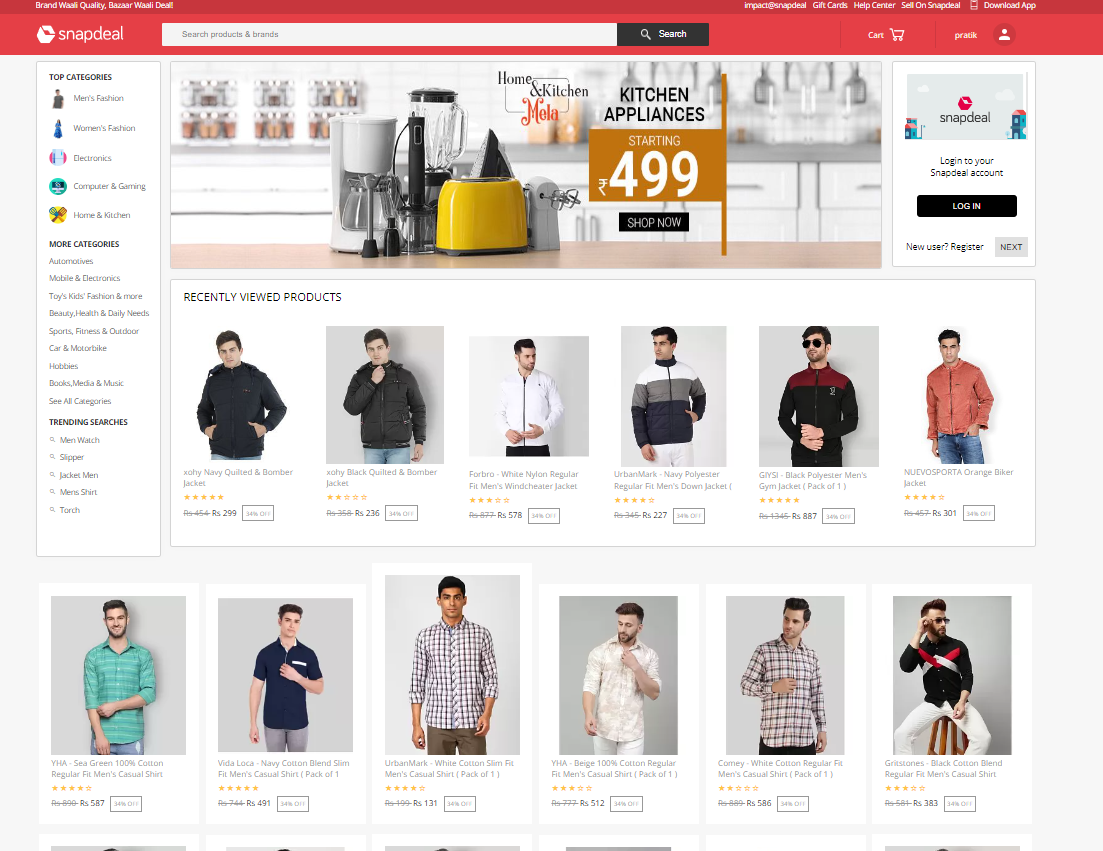 Brand Waali Quality, Bazaar Waali Deal!
impact@snapdeal Gift Cards Help Center Sell On Snapdeal Download App
snapdeal
Search products & brands
Search
Cart
pratik
TOP CATEGORIES
Men's Fashion
Women's Fashion
Electronics
Computer & Gaming
Home & Kitchen
MORE CATEGORIES
Automotives
Mobile & Electronics
Toy's Kids' Fashion & more
Beauty,Health & Daily Needs
Sports, Fitness & Outdoor
Car & Motorbike
Hobbies
Books,Media & Music
See All Categories
TRENDING SEARCHES
Men Watch
Slipper
Jacket Men
Mens Shirt
Torch
Home
&Kitchen
Mela
KITCHEN
APPLIANCES
STARTING
₹499
SHOP NOW
snapdeal
Login to your
Snapdeal account
LOG IN
New user? Register NEXT
RECENTLY VIEWED PRODUCTS
xohy Navy Quilted & Bomber
Jacket
Rs 454 Rs 299 34% OFF
xohy Black Quilted & Bomber
Jacket
Rs 358 Rs 236 34% OFF
Forbro - White Nylon Regular
Fit Men's Windcheater Jacket
Rs 877 Rs 578 34% OFF
UrbanMark - Navy Polyester
Regular Fit Men's Down Jacket (
Rs 345 Rs 227 34% OFF
GIYSI - Black Polyester Men's
Gym Jacket ( Pack of 1 )
Rs 1345 Rs 887 34% OFF
NUEVOSPORTA Orange Biker
Jacket
Rs 457 Rs 301 34% OFF
YHA - Sea Green 100% Cotton
Regular Fit Men's Casual Shirt
Rs 890 Rs 587 34% OFF
Vida Loca - Navy Cotton Blend Slim
Fit Men's Casual Shirt ( Pack of 1
Rs 744 Rs 491 34% OFF
UrbanMark - White Cotton Slim Fit
Men's Casual Shirt ( Pack of 1 )
Rs 199 Rs 131 34% OFF
YHA - Beige 100% Cotton Regular
Fit Men's Casual Shirt ( Pack of 1 )
Rs 777 Rs 512 34% OFF
Comey - White Cotton Regular Fit
Men's Casual Shirt ( Pack of 1 )
Rs 889 Rs 586 34% OFF
Gritstones - Black Cotton Blend
Regular Fit Men's Casual Shirt
Rs 581 Rs 383 34% OFF